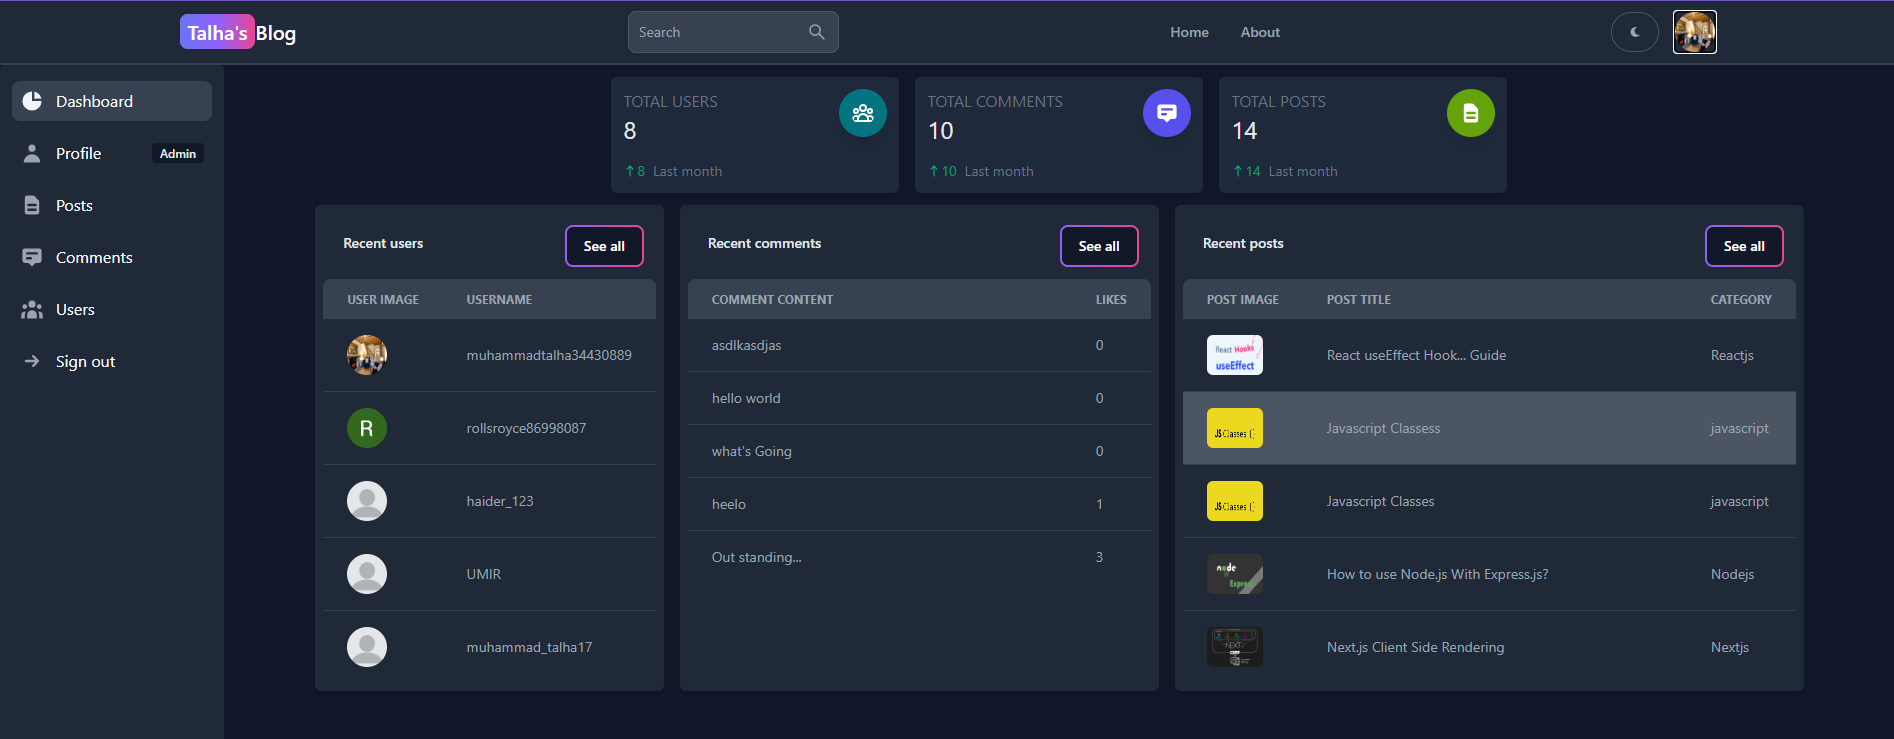 Talha's Blog
Search
Home
About
Dashboard
Profile
Admin
Posts
Comments
Users
Sign out
TOTAL USERS
8
↑ 8 Last month
TOTAL COMMENTS
10
↑ 10 Last month
TOTAL POSTS
14
↑ 14 Last month
Recent users
See all
USER IMAGE USERNAME
muhammadtalha34430889
R rollsroyce86998087
haider_123
UMIR
muhammad_talha17
Recent comments
See all
COMMENT CONTENT LIKES
asdlkasdjas 0
hello world 0
what's Going 0
heelo 1
Out standing... 3
Recent posts
See all
POST IMAGE POST TITLE CATEGORY
React Hooks
useEffect
React useEffect Hook... Guide Reactjs
JS Classes {}
Javascript Classess javascript
JS Classes {}
Javascript Classes javascript
node
Express
How to use Node.js With Express.js? Nodejs
NEXT
Next.js Client Side Rendering Nextjs